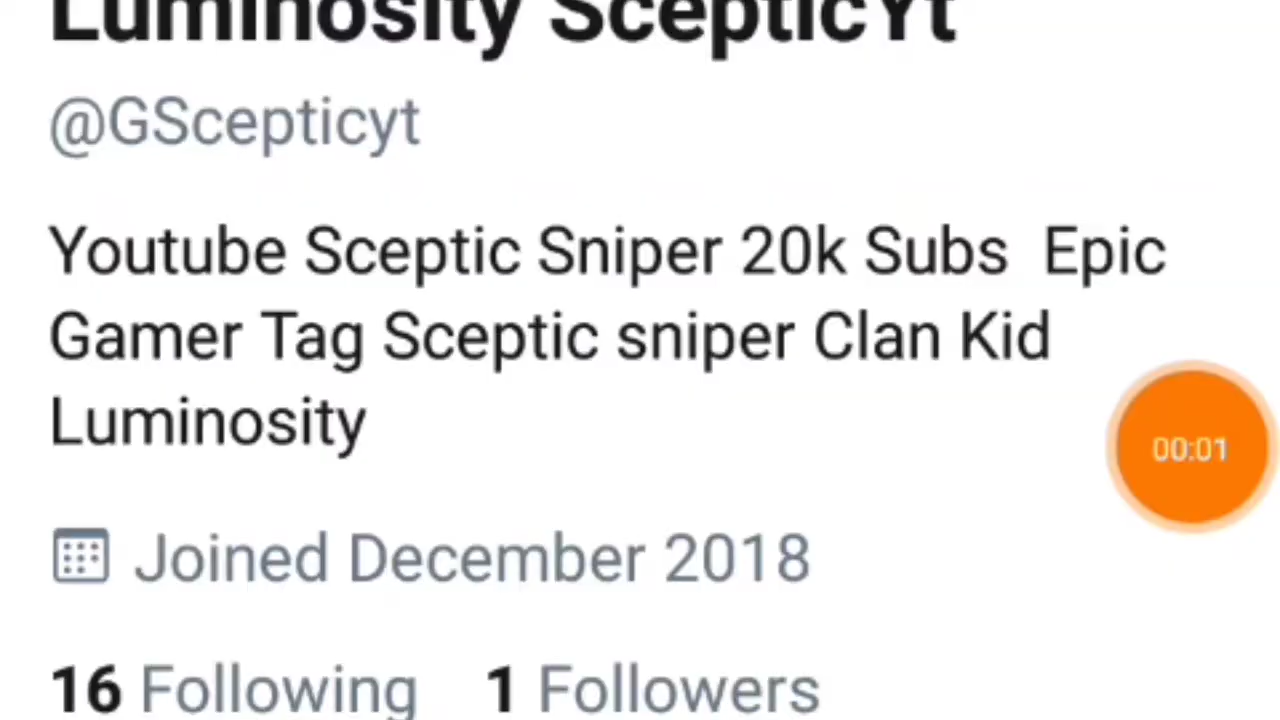 Luminosity ScepticYt
@GScepticyt
Youtube Sceptic Sniper 20k Subs  Epic
Gamer Tag Sceptic sniper Clan Kid
Luminosity
00:01
Joined December 2018
16 Following 1 Followers